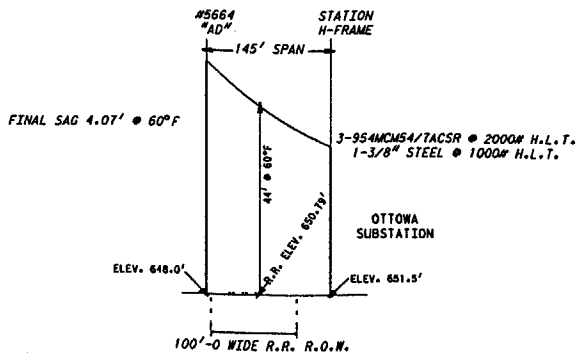 #5664
"AD"
STATION
H-FRAME
145' SPAN
FINAL SAG 4.07' @ 60°F
3-954MCM54/7ACSR @ 2000# H.L.T.
1-3/8" STEEL @ 1000# H.L.T.
44' @ 60°F
R.R. ELEV. 650.79'
OTTOWA
SUBSTATION
ELEV. 648.0'
ELEV. 651.5'
100'-0 WIDE R.R. R.O.W.